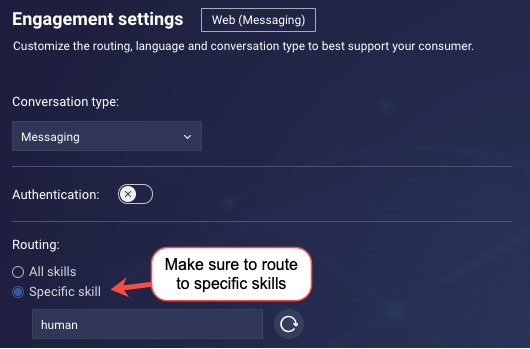 Engagement settings
Web (Messaging)
Customize the routing, language and conversation type to best support your consumer.
Conversation type:
Messaging
Authentication:
Routing:
All skills
Specific skill
Make sure to route
to specific skills
human